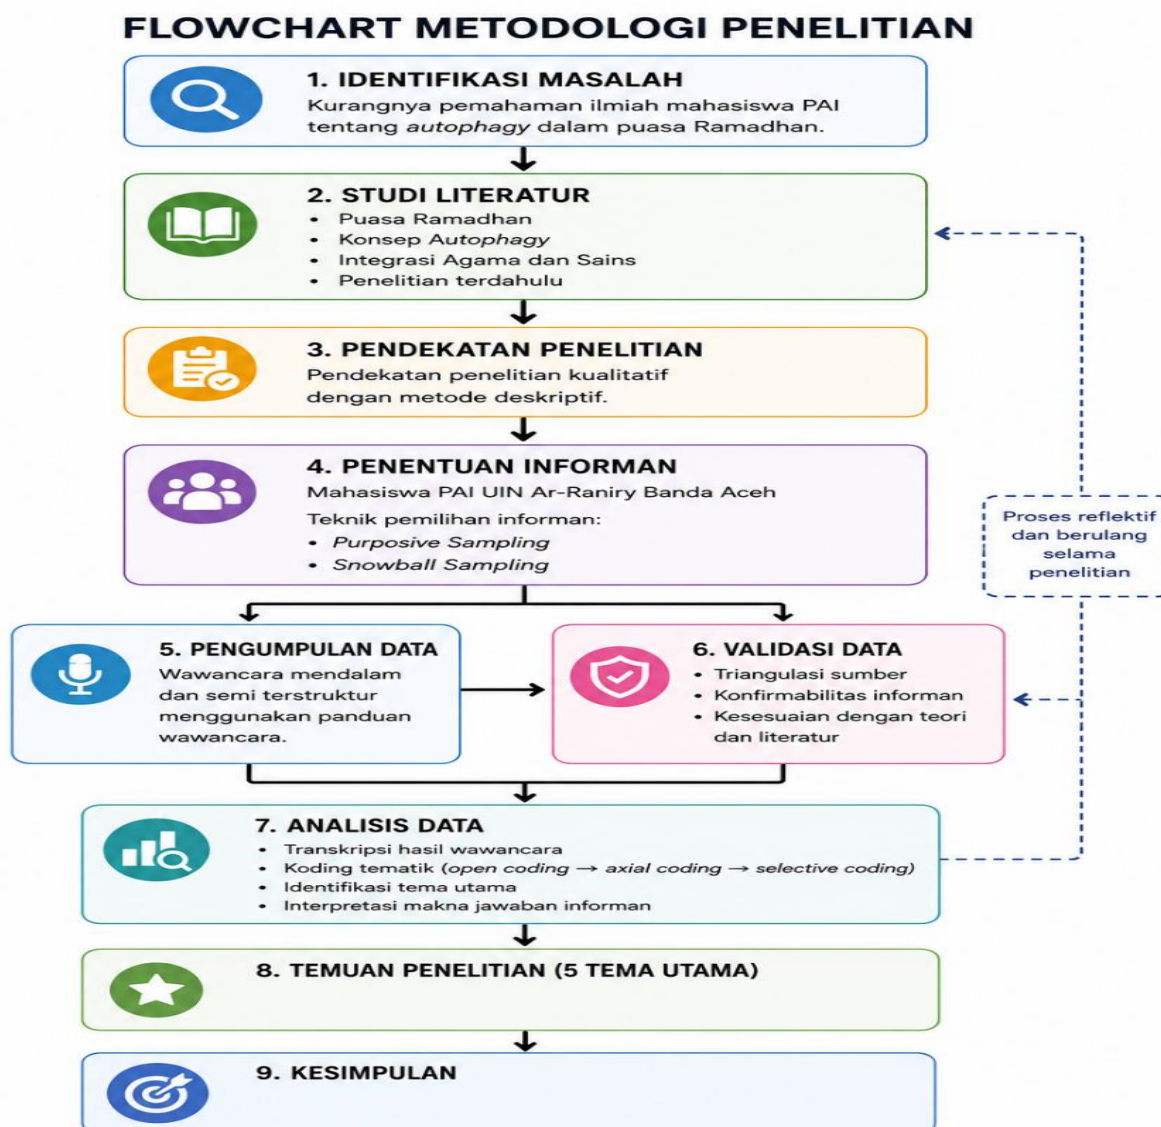 FLOWCHART METODOLOGI PENELITIAN
1. IDENTIFIKASI MASALAH
Kurangnya pemahaman ilmiah mahasiswa PAI
tentang autophagy dalam puasa Ramadhan.
2. STUDI LITERATUR
• Puasa Ramadhan
• Konsep Autophagy
• Integrasi Agama dan Sains
• Penelitian terdahulu
3. PENDEKATAN PENELITIAN
Pendekatan penelitian kualitatif
dengan metode deskriptif.
4. PENENTUAN INFORMAN
Mahasiswa PAI UIN Ar-Raniry Banda Aceh
Teknik pemilihan informan:
• Purposive Sampling
• Snowball Sampling
Proses reflektif
dan berulang
selama
penelitian
5. PENGUMPULAN DATA
Wawancara mendalam
dan semi terstruktur
menggunakan panduan
wawancara.
6. VALIDASI DATA
• Triangulasi sumber
• Konfirmabilitas informan
• Kesesuaian dengan teori
dan literatur
7. ANALISIS DATA
• Transkripsi hasil wawancara
• Koding tematik (open coding → axial coding → selective coding)
• Identifikasi tema utama
• Interpretasi makna jawaban informan
8. TEMUAN PENELITIAN (5 TEMA UTAMA)
9. KESIMPULAN